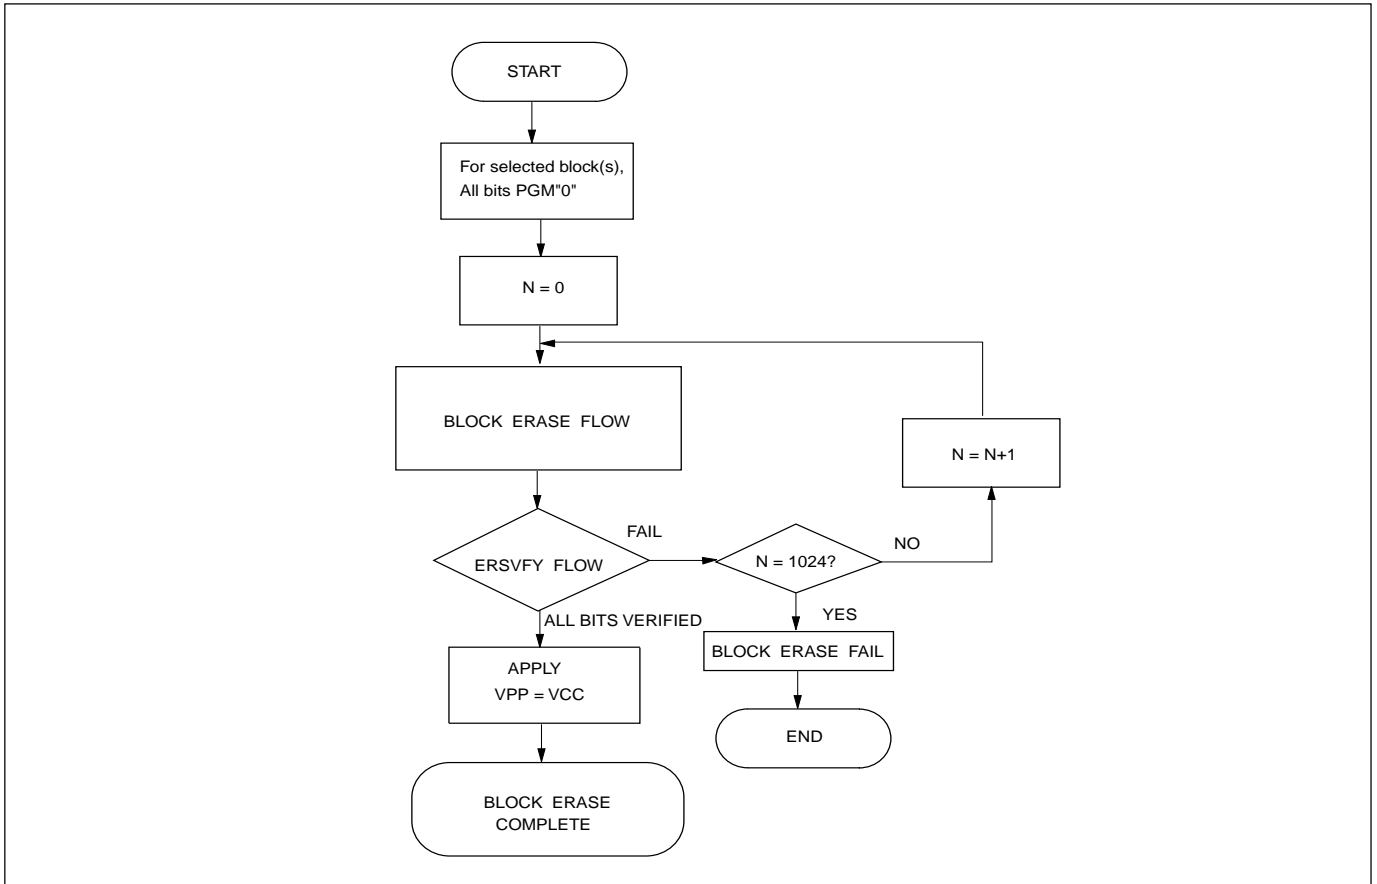 START
For selected block(s),
All bits PGM"0"
N = 0
BLOCK ERASE FLOW
N = N+1
FAIL
NO
ERSVFY FLOW
N = 1024?
ALL BITS VERIFIED
YES
BLOCK ERASE FAIL
APPLY
VPP = VCC
END
BLOCK ERASE
COMPLETE